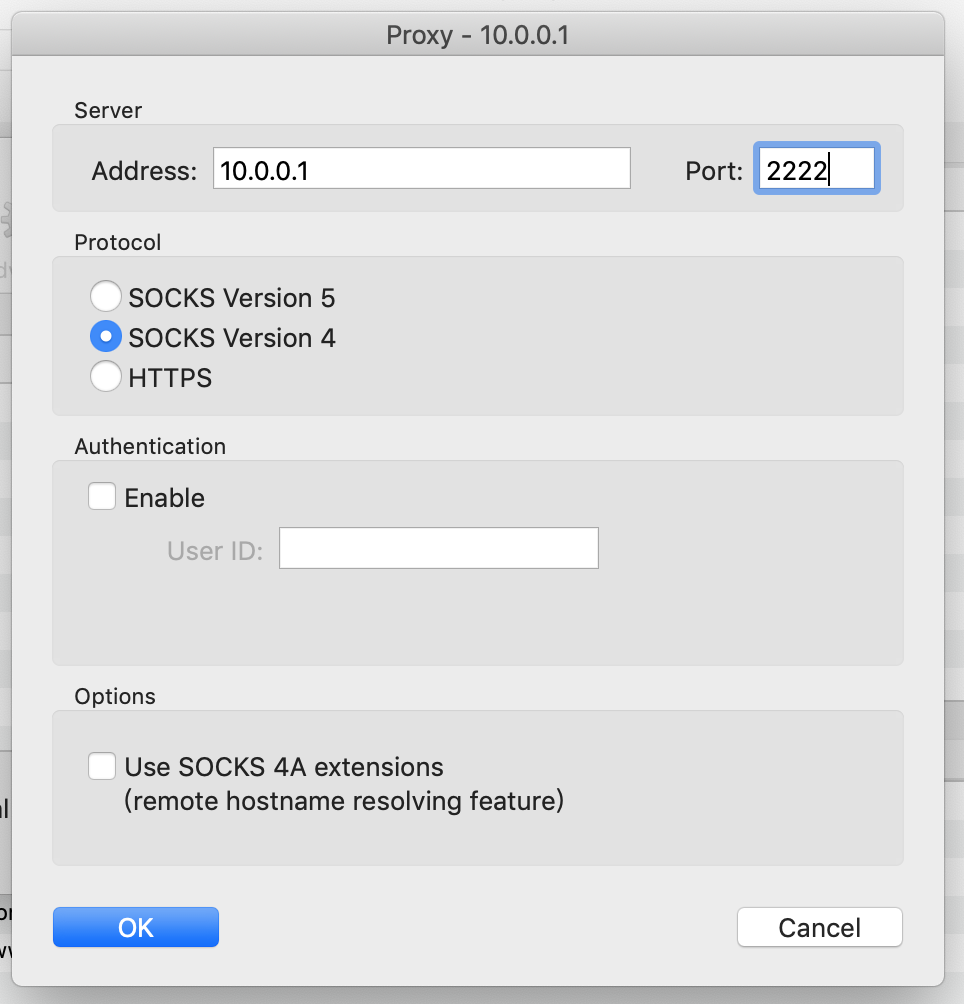 Proxy - 10.0.0.1
Server
Address: 10.0.0.1 Port: 2222
Protocol
SOCKS Version 5
SOCKS Version 4
HTTPS
Authentication
Enable
User ID:
Options
Use SOCKS 4A extensions
(remote hostname resolving feature)
OK Cancel